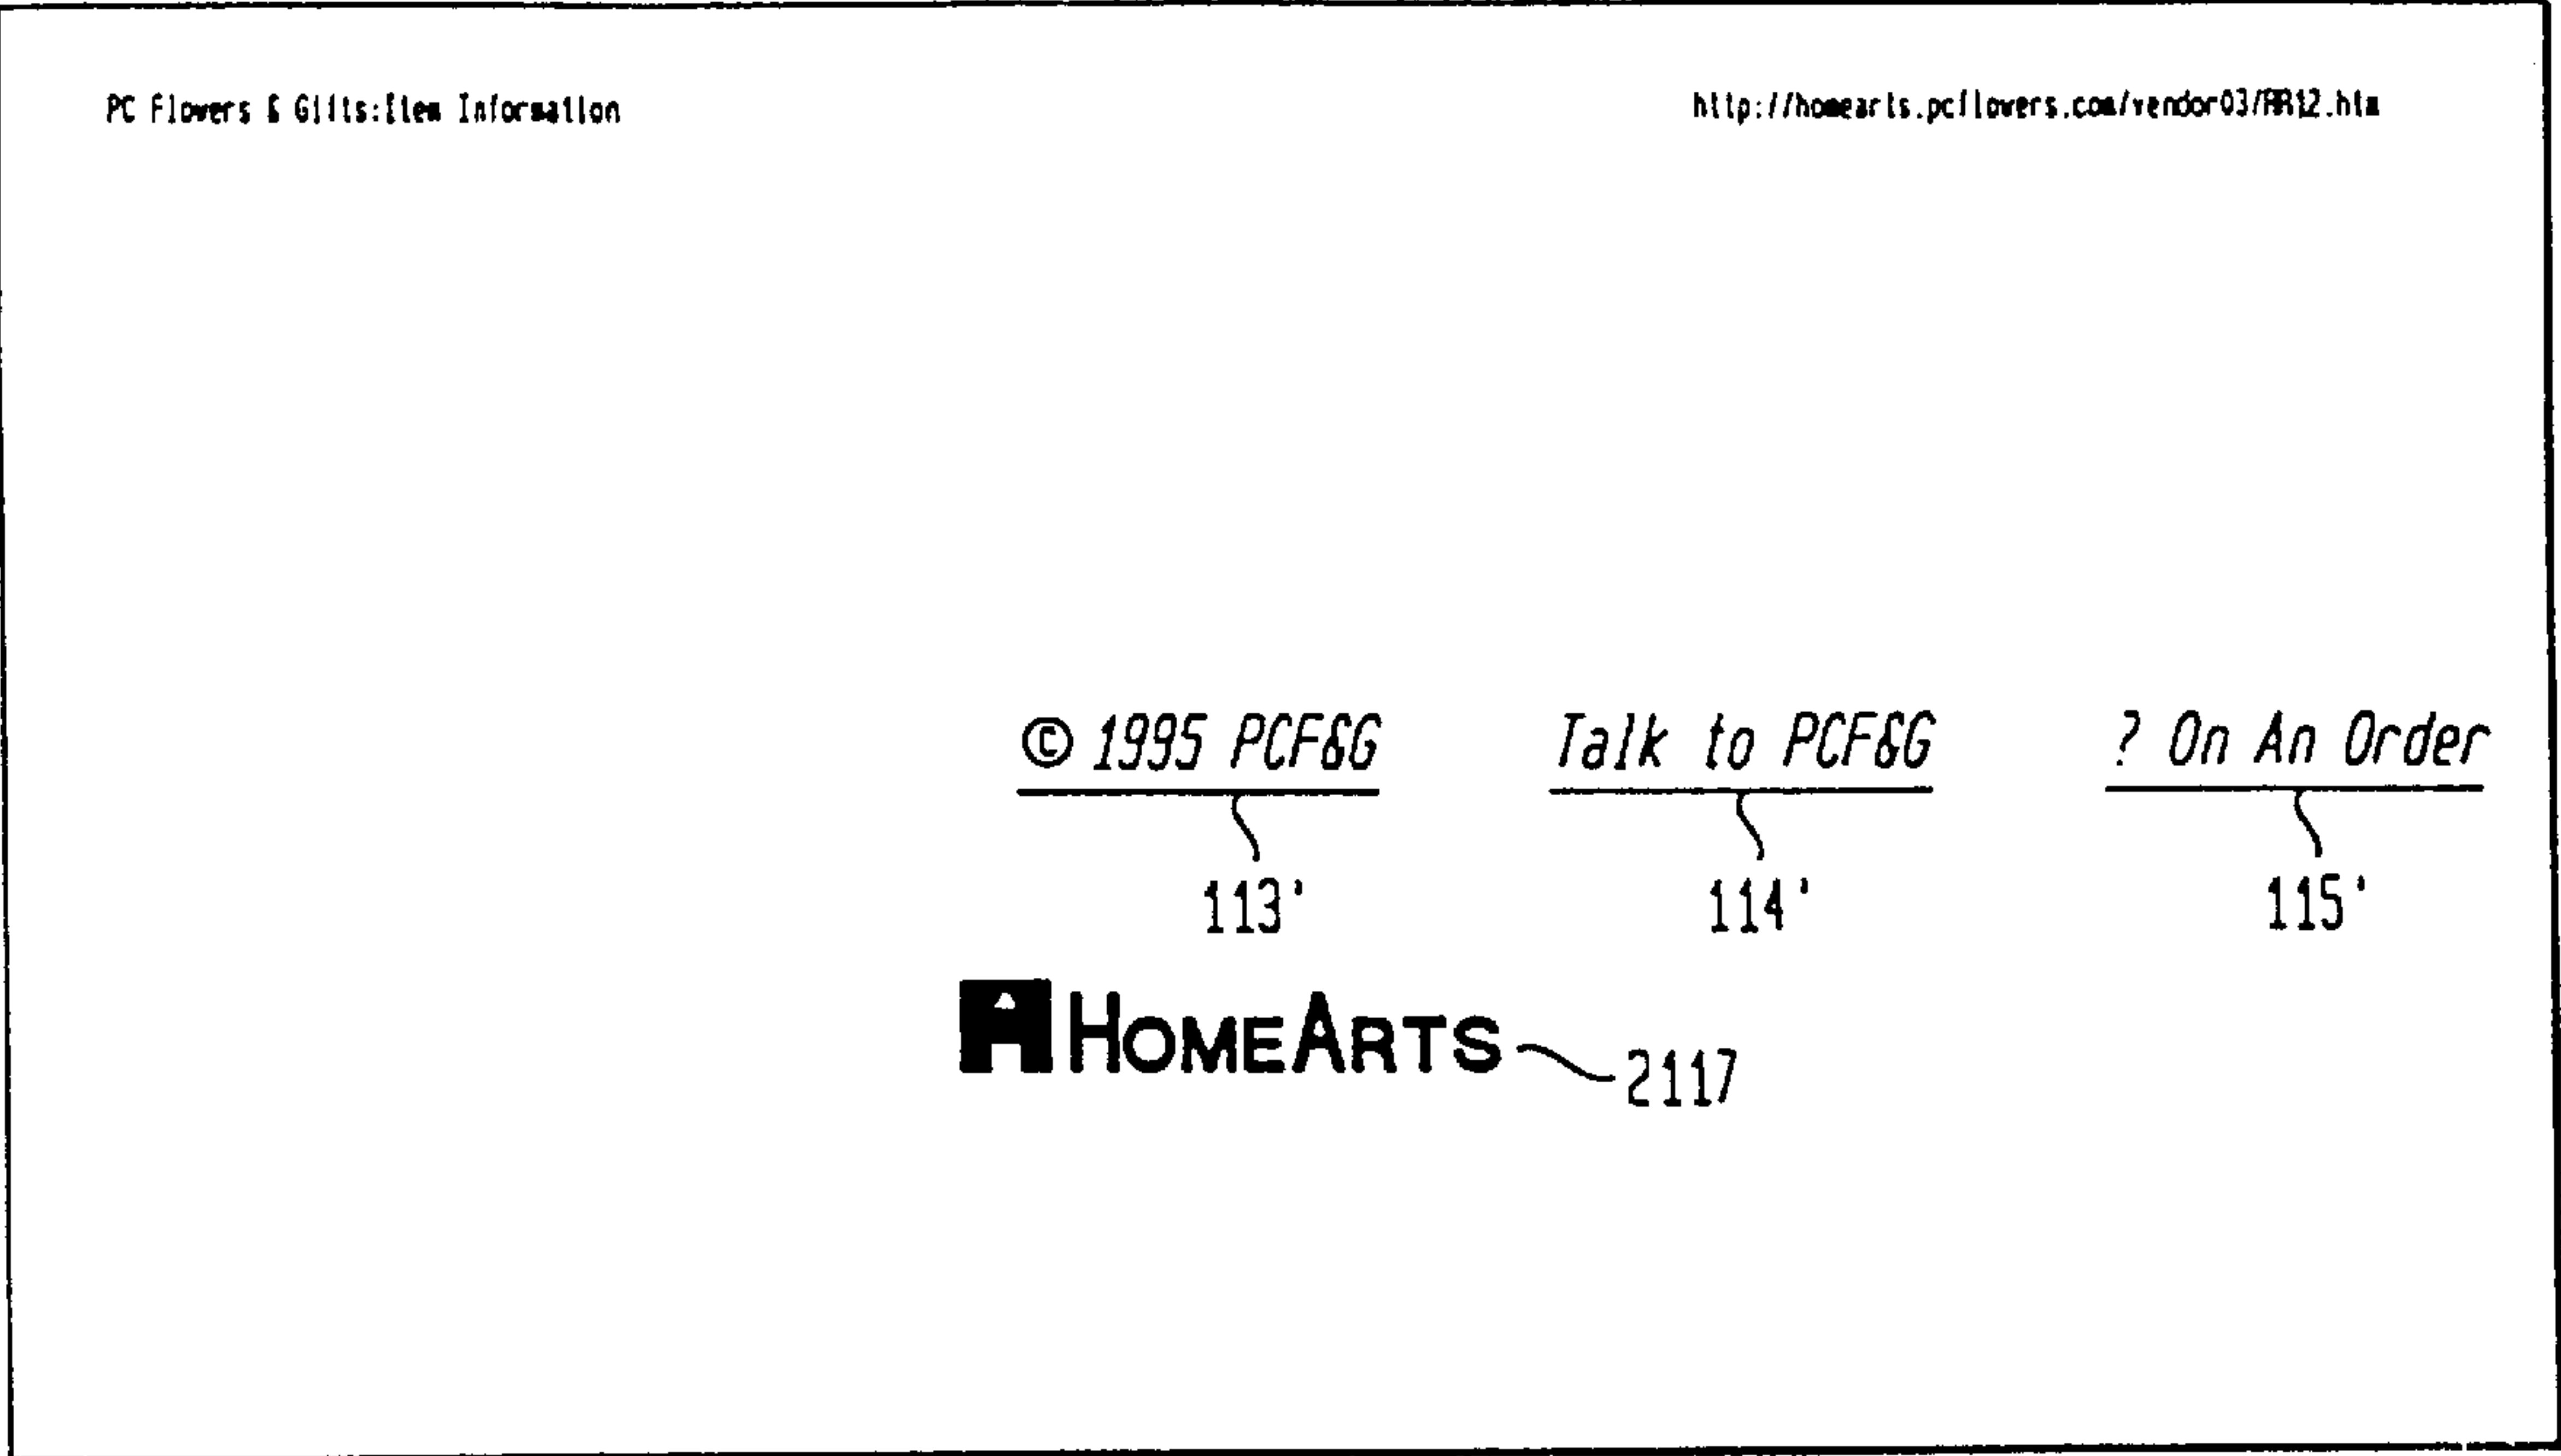 PC Flowers & Gifts:Item Information
http://homearts.pcflowers.com/vendor03/RR12.htm
© 1995 PCF&G Talk to PCF&G ? On An Order
113' 114' 115'
HOMEARTS 2117